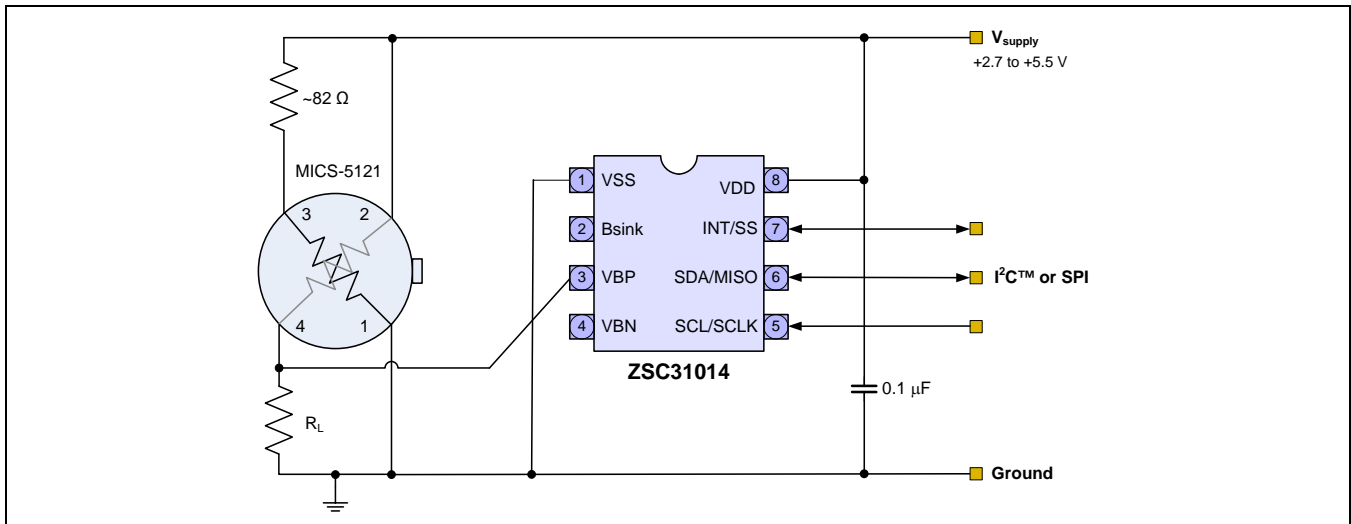 V_supply
+2.7 to +5.5 V
~82 Ω
MICS-5121
3 2
4 1
R_L
1 VSS
2 Bsink
3 VBP
4 VBN
VDD 8
INT/SS 7
SDA/MISO 6
SCL/SCLK 5
ZSC31014
I²C™ or SPI
0.1 µF
Ground